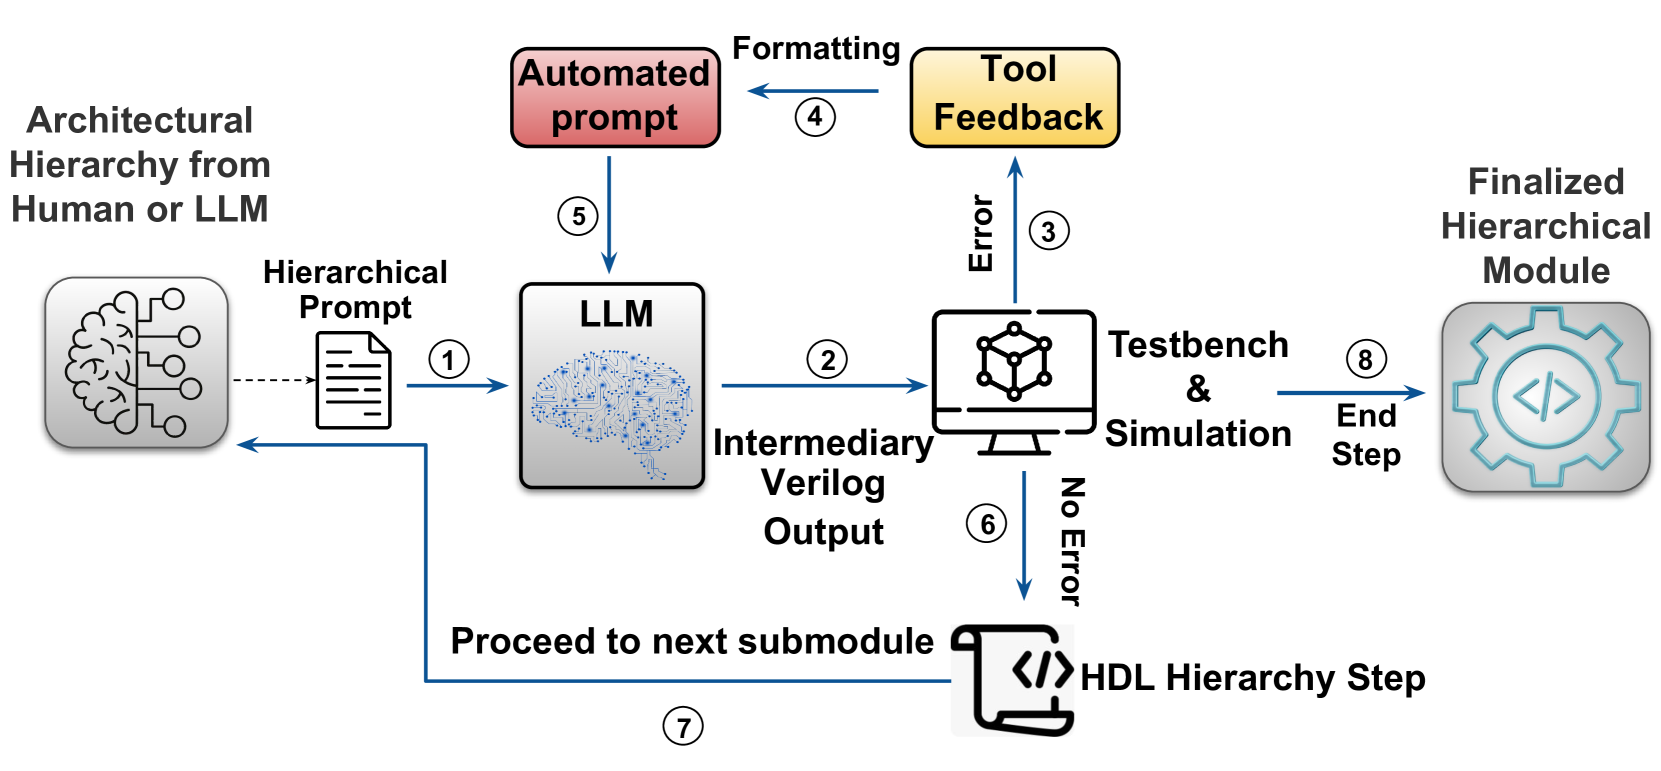 Architectural
Hierarchy from
Human or LLM
Hierarchical
Prompt
1
LLM
Automated
prompt
Formatting
4
Tool
Feedback
5
Error
3
2
Intermediary
Verilog
Output
Testbench
&
Simulation
8
End
Step
Finalized
Hierarchical
Module
</>
6
No Error
</>
HDL Hierarchy Step
Proceed to next submodule
7